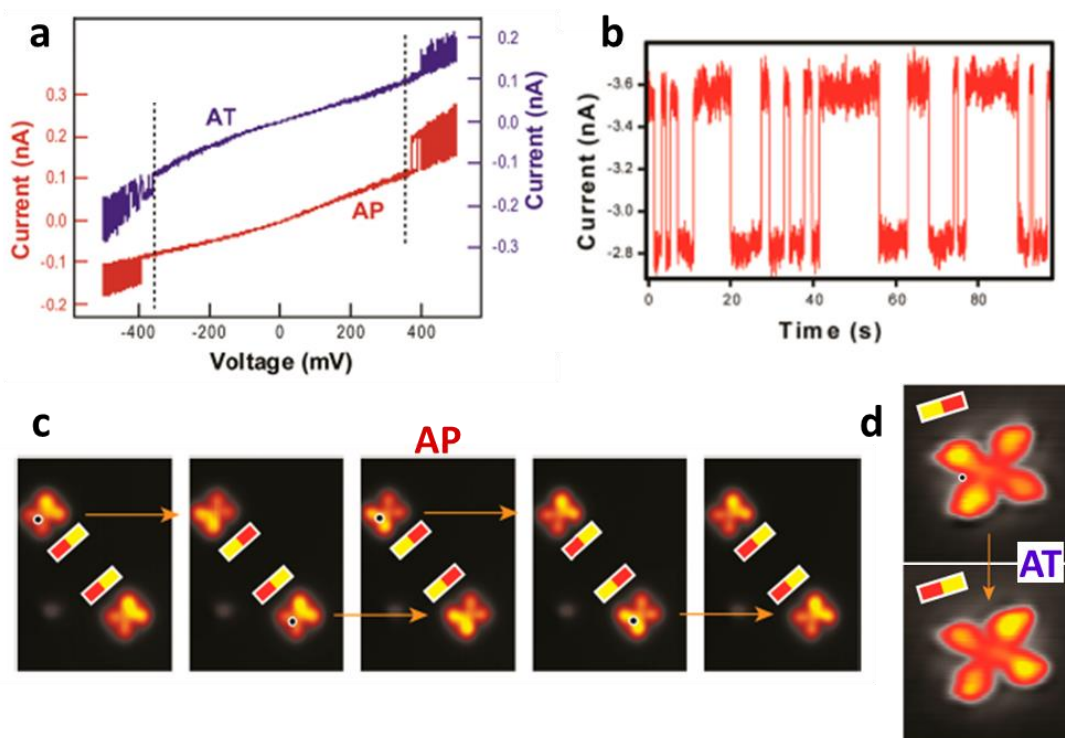 a
Current (nA)
0.3
0.2
0.1
0.0
-0.1
-0.2
AT
AP
0.2
0.1
0.0
-0.1
-0.2
-0.3
Current (nA)
-400
-200
0
200
400
Voltage (mV)
b
Current (nA)
-3.6
-3.4
-3.2
-3.0
-2.8
0
20
40
60
80
Time (s)
c
AP
d
AT